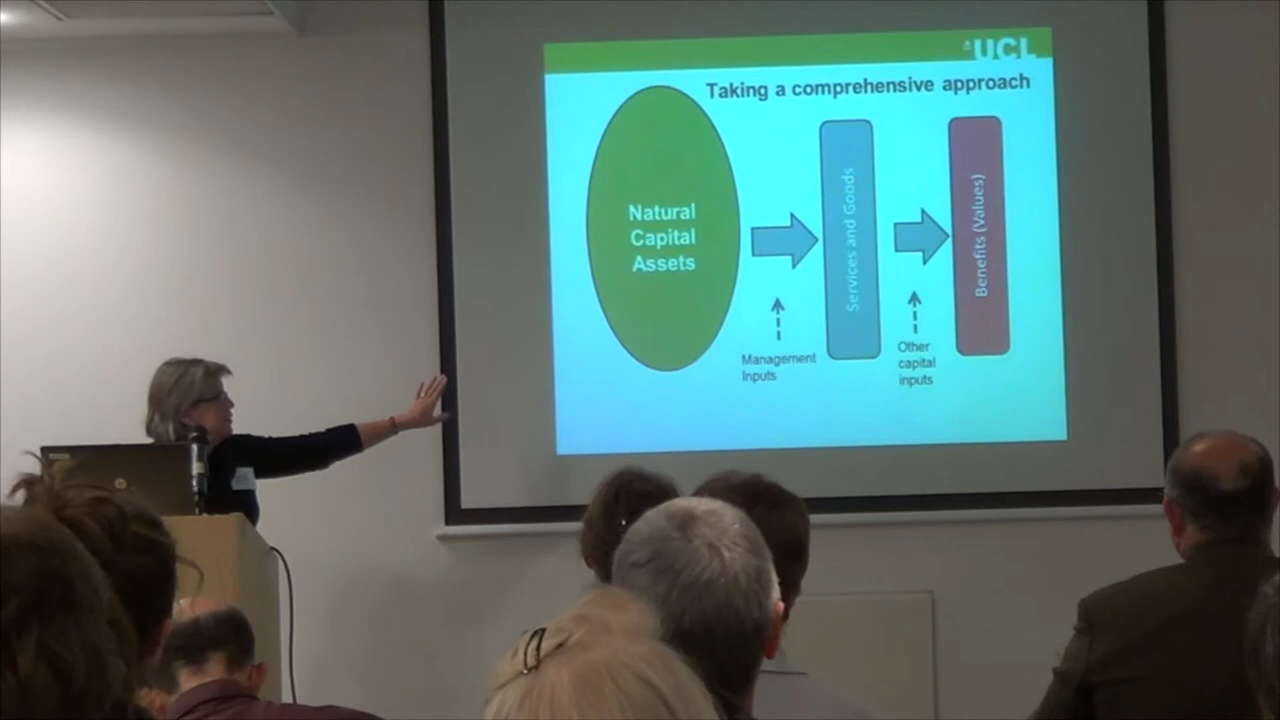 UCL
Taking a comprehensive approach
Natural
Capital
Assets
Services and Goods
Benefits (Values)
Management
Inputs
Other
capital
inputs